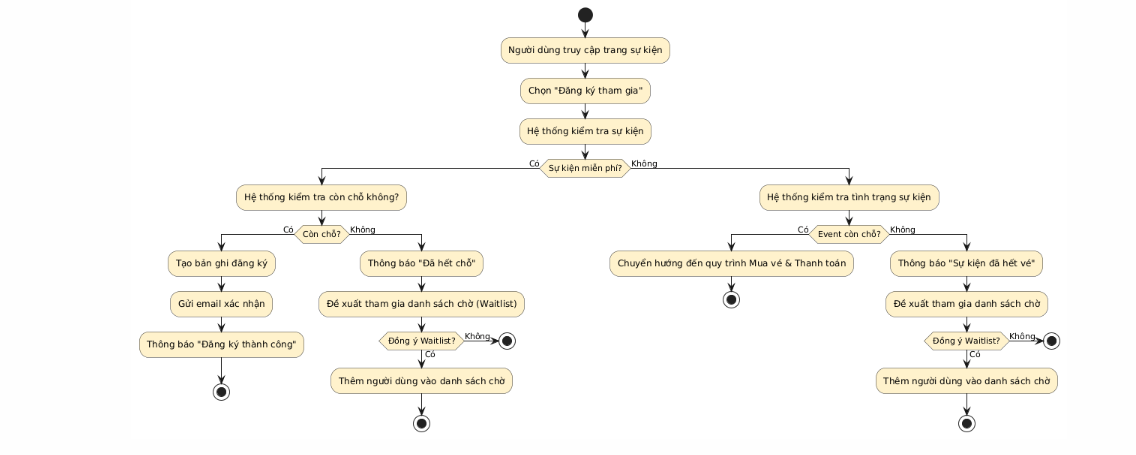 Người dùng truy cập trang sự kiện
Chọn "Đăng ký tham gia"
Hệ thống kiểm tra sự kiện
Có
Sự kiện miễn phí?
Không
Hệ thống kiểm tra còn chỗ không?
Có
Còn chỗ?
Không
Tạo bản ghi đăng ký
Gửi email xác nhận
Thông báo "Đăng ký thành công"
Thông báo "Đã hết chỗ"
Đề xuất tham gia danh sách chờ (Waitlist)
Đồng ý Waitlist?
Không
Có
Thêm người dùng vào danh sách chờ
Hệ thống kiểm tra tình trạng sự kiện
Có
Event còn chỗ?
Không
Chuyển hướng đến quy trình Mua vé & Thanh toán
Thông báo "Sự kiện đã hết vé"
Đề xuất tham gia danh sách chờ
Đồng ý Waitlist?
Không
Có
Thêm người dùng vào danh sách chờ